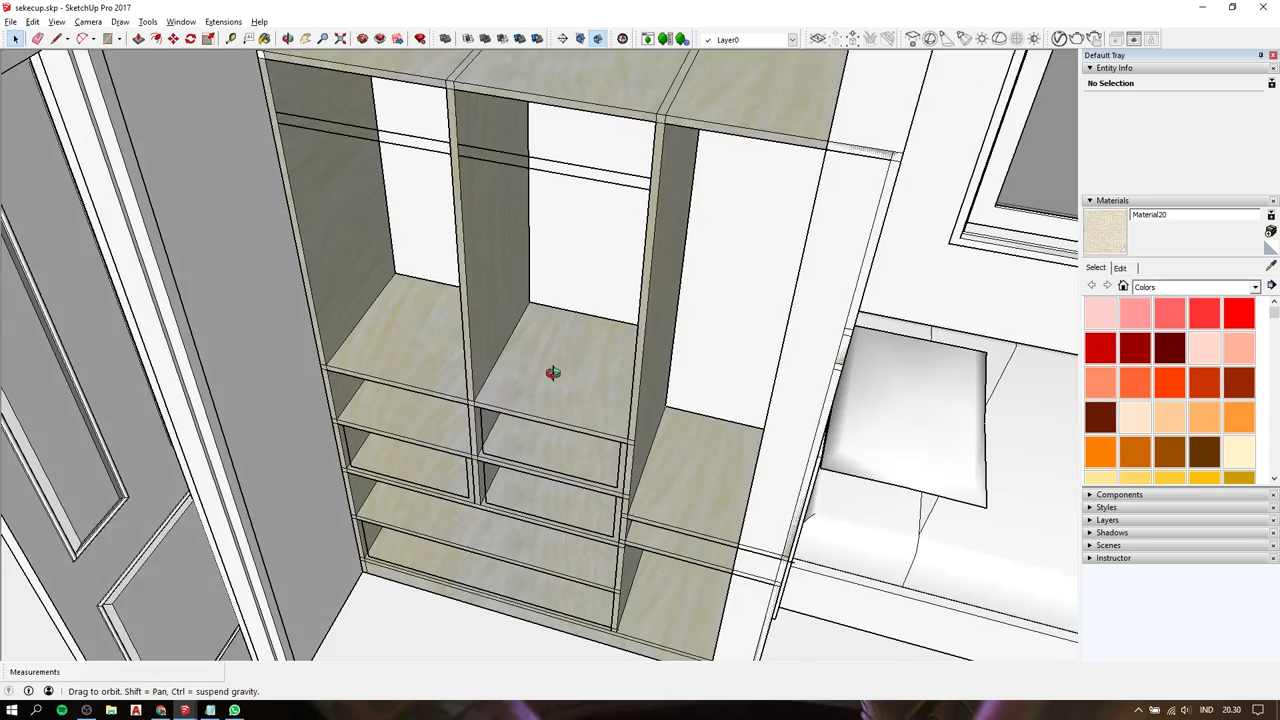 sekecup.skp - SketchUp Pro 2017
File Edit View Camera Draw Tools Window Extensions Help
Layer0
Default Tray
Entity Info
No Selection
Materials
Material20
Select Edit
Colors
Components
Styles
Layers
Shadows
Scenes
Instructor
Measurements
Drag to orbit. Shift = Pan, Ctrl = suspend gravity.
IND 20.30